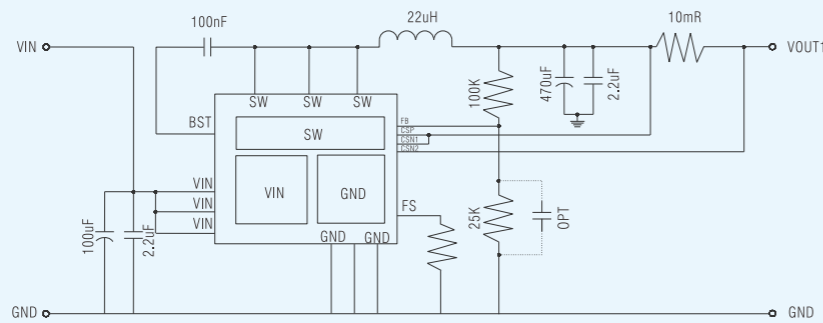 100nF
22uH
10mR
VIN
VOUT1
SW SW SW
100K
470uF
2.2uF
BST
FB
CSP
CSN1
CSN2
SW
VIN
VIN
VIN
VIN
GND
FS
25K
OPT
100uF
2.2uF
GND GND
GND
GND